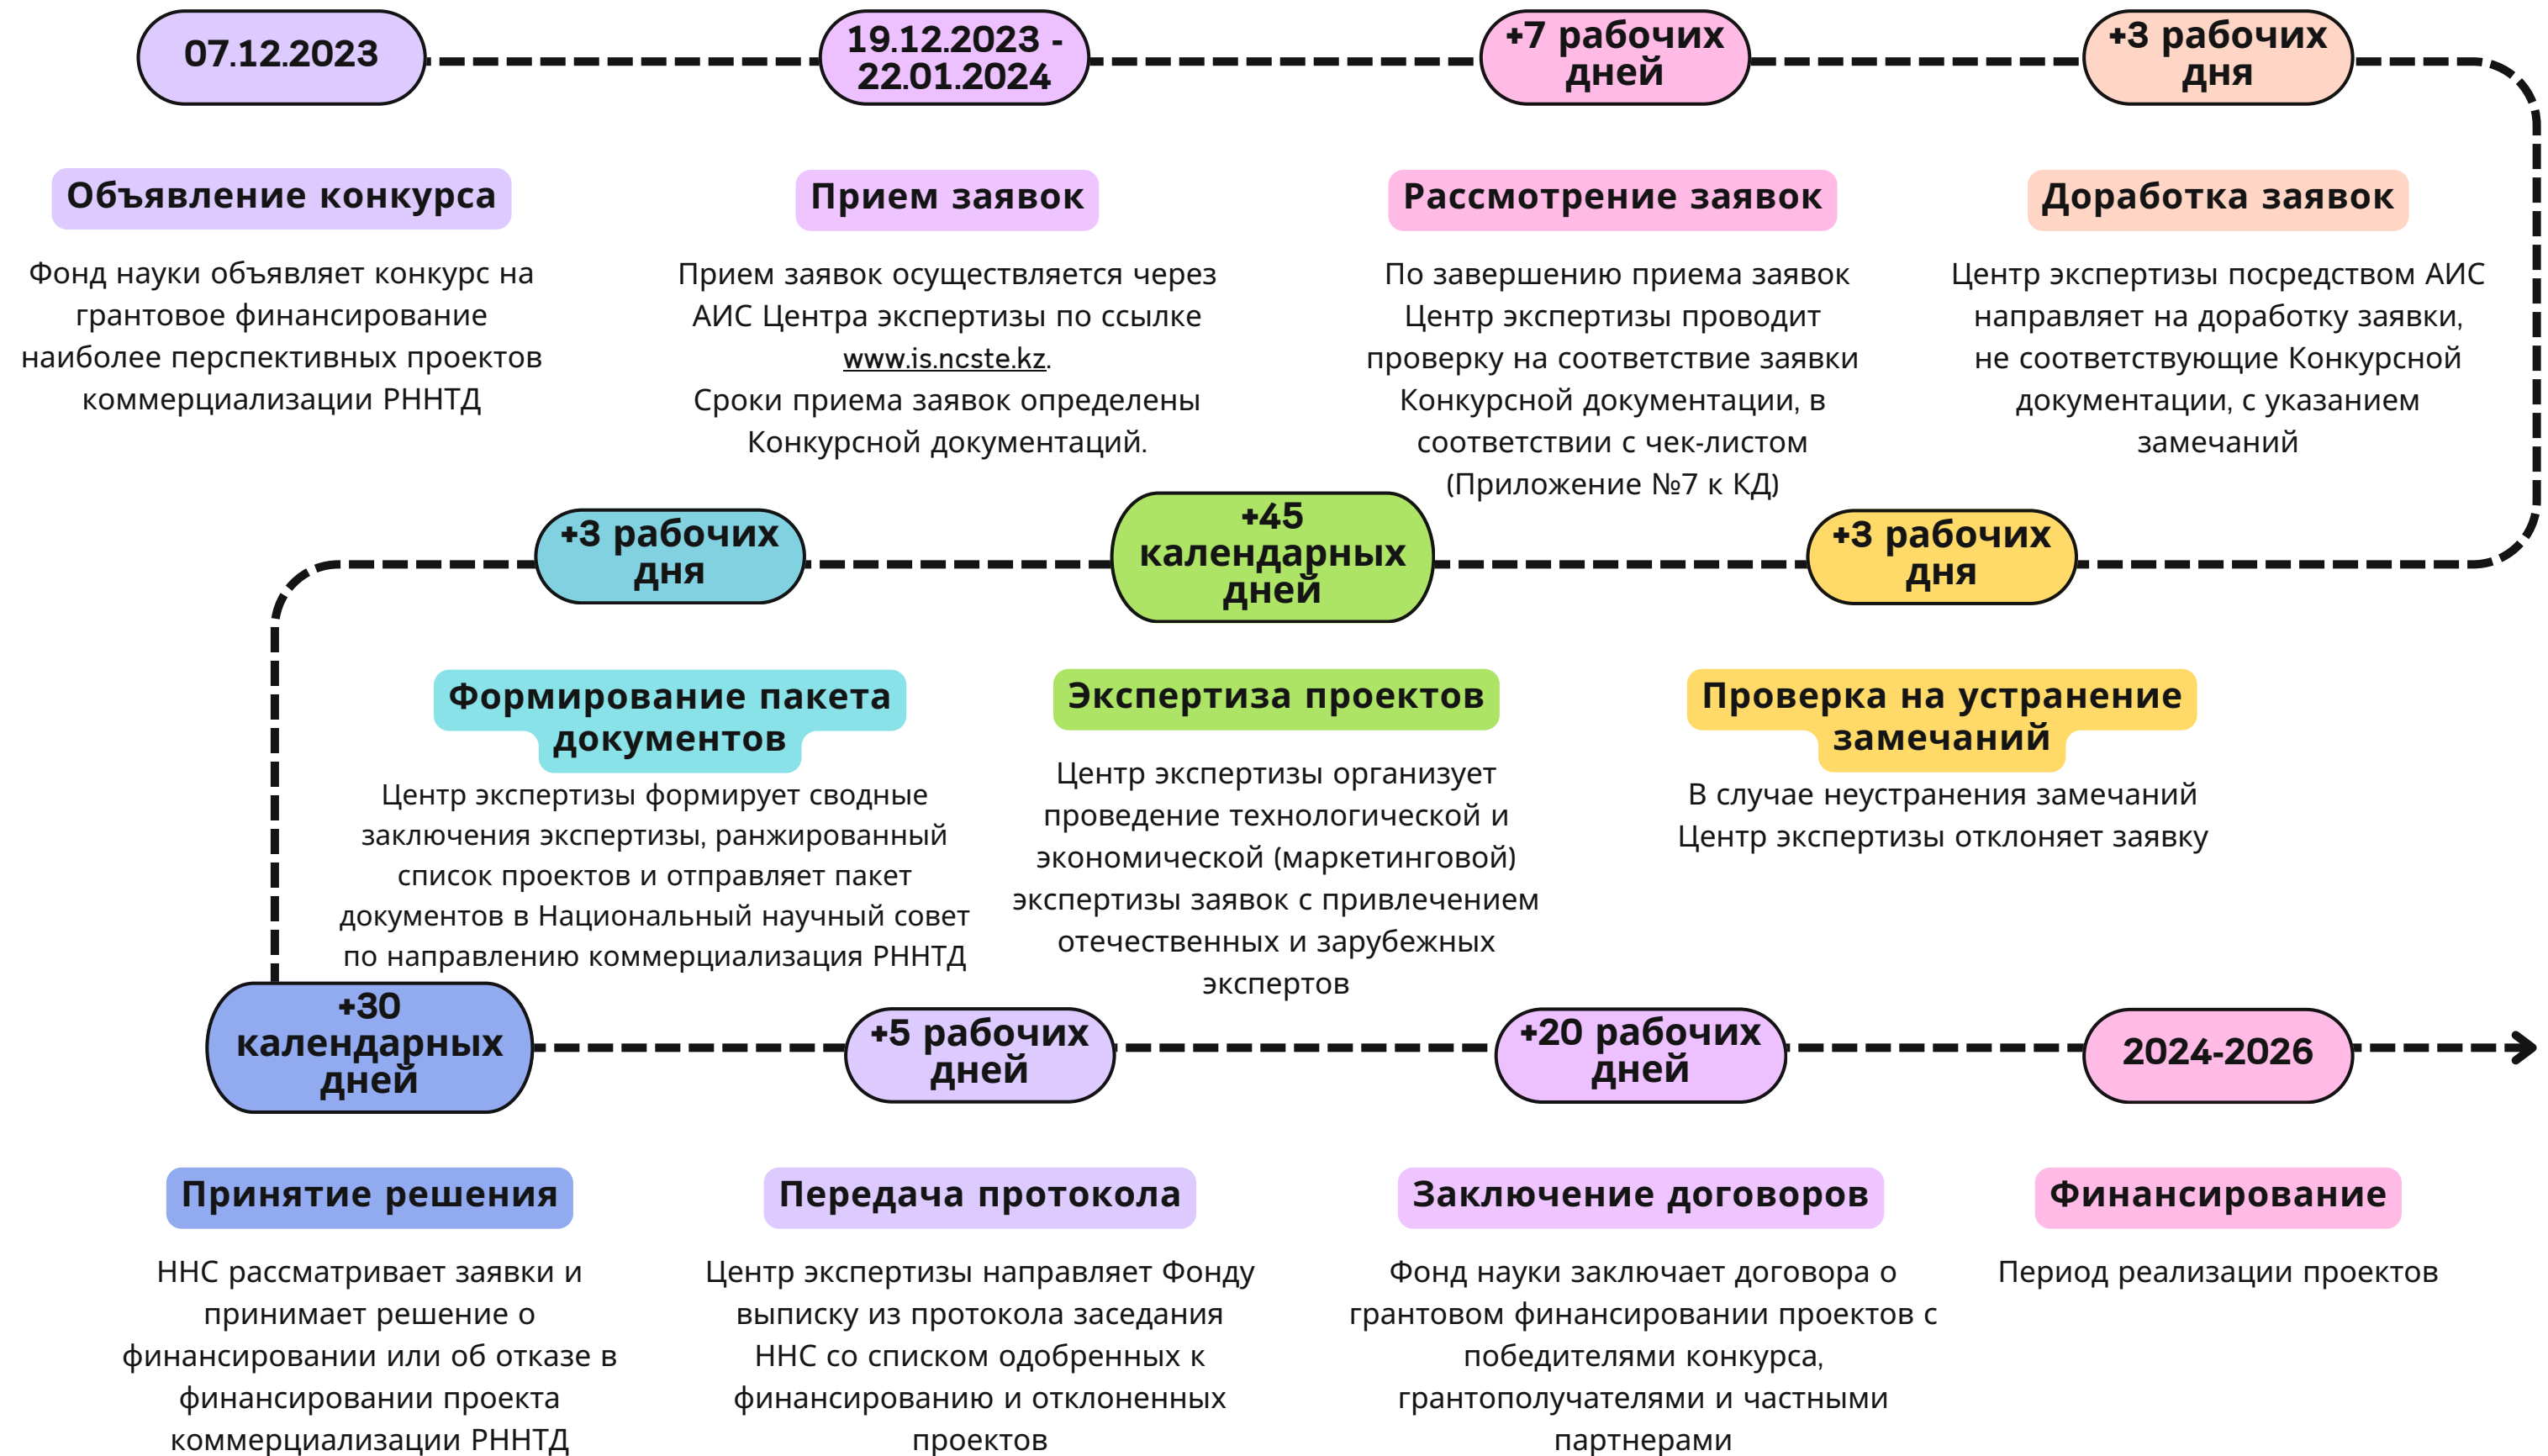 07.12.2023
Объявление конкурса
Фонд науки объявляет конкурс на
грантовое финансирование
наиболее перспективных проектов
коммерциализации РННТД
19.12.2023 -
22.01.2024
Прием заявок
Прием заявок осуществляется через
АИС Центра экспертизы по ссылке
www.is.ncste.kz.
Сроки приема заявок определены
Конкурсной документаций.
+7 рабочих
дней
Рассмотрение заявок
По завершению приема заявок
Центр экспертизы проводит
проверку на соответствие заявки
Конкурсной документации, в
соответствии с чек-листом
(Приложение №7 к КД)
+3 рабочих
дня
Доработка заявок
Центр экспертизы посредством АИС
направляет на доработку заявки,
не соответствующие Конкурсной
документации, с указанием
замечаний
+3 рабочих
дня
Проверка на устранение
замечаний
В случае неустранения замечаний
Центр экспертизы отклоняет заявку
+45
календарных
дней
Экспертиза проектов
Центр экспертизы организует
проведение технологической и
экономической (маркетинговой)
экспертизы заявок с привлечением
отечественных и зарубежных
экспертов
+3 рабочих
дня
Формирование пакета
документов
Центр экспертизы формирует сводные
заключения экспертизы, ранжированный
список проектов и отправляет пакет
документов в Национальный научный совет
по направлению коммерциализация РННТД
+30
календарных
дней
Принятие решения
ННС рассматривает заявки и
принимает решение о
финансировании или об отказе в
финансировании проекта
коммерциализации РННТД
+5 рабочих
дней
Передача протокола
Центр экспертизы направляет Фонду
выписку из протокола заседания
ННС со списком одобренных к
финансированию и отклоненных
проектов
+20 рабочих
дней
Заключение договоров
Фонд науки заключает договора о
грантовом финансировании проектов с
победителями конкурса,
грантополучателями и частными
партнерами
2024-2026
Финансирование
Период реализации проектов